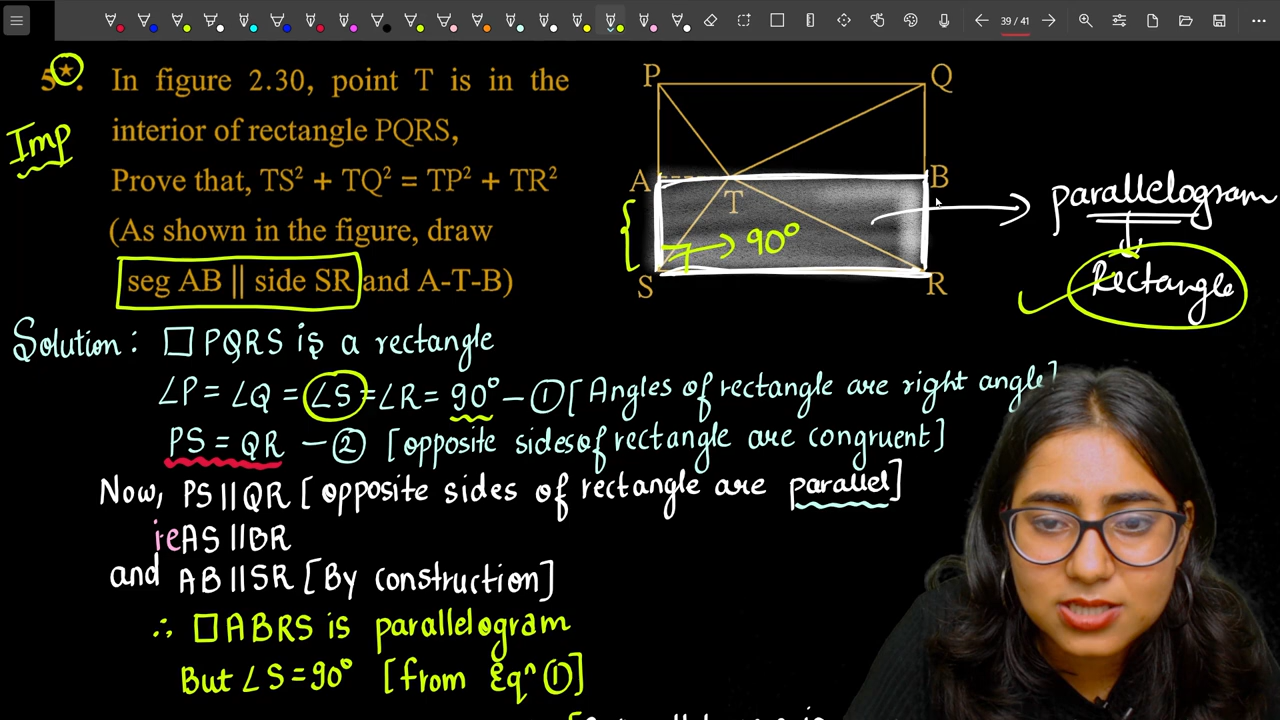 39 / 41
5★. In figure 2.30, point T is in the
interior of rectangle PQRS,
Imp
Prove that, TS² + TQ² = TP² + TR²
(As shown in the figure, draw
seg AB || side SR and A-T-B)
P Q
A T B
S R
90°
parallelogram
Rectangle
Solution: □ PQRS is a rectangle
∠P = ∠Q = ∠S = ∠R = 90° — ① [Angles of rectangle are right angle]
PS = QR — ② [opposite sides of rectangle are congruent]
Now, PS || QR [opposite sides of rectangle are parallel]
ie AS || BR
and AB || SR [By construction]
∴ □ ABRS is parallelogram
But ∠S = 90° [from Eqⁿ ①]